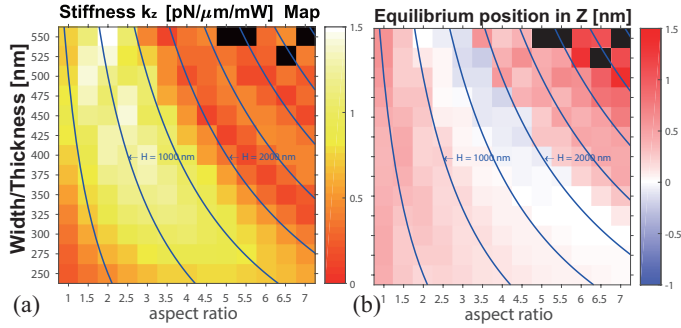 Stiffness k_z [pN/μm/mW] Map
Width/Thickness [nm]
550
525
500
475
450
425
400
375
350
325
300
275
250
← H = 1000 nm
← H = 2000 nm
1 1.5 2 2.5 3 3.5 4 4.5 5 5.5 6 6.5 7
aspect ratio
(a)
1.5
1
0.5
0
Equilibrium position in Z [nm]
← H = 1000 nm
← H = 2000 nm
1 1.5 2 2.5 3 3.5 4 4.5 5 5.5 6 6.5 7
aspect ratio
(b)
1.5
1
0.5
0
-0.5
-1